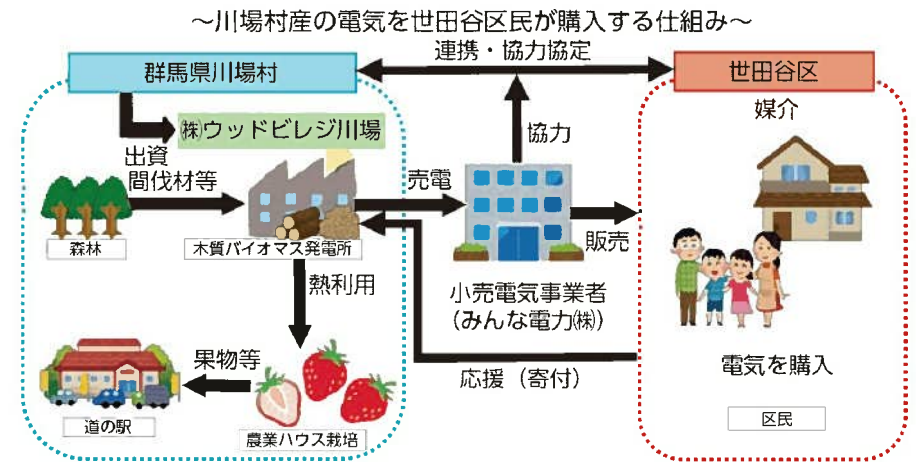 ～川場村産の電気を世田谷区民が購入する仕組み～
連携・協力協定
群馬県川場村
世田谷区
媒介
㈱ウッドビレジ川場
協力
出資
間伐材等
売電
販売
森林
木質バイオマス発電所
熱利用
小売電気事業者
（みんな電力㈱）
果物等
応援（寄付）
電気を購入
道の駅
農業ハウス栽培
区民